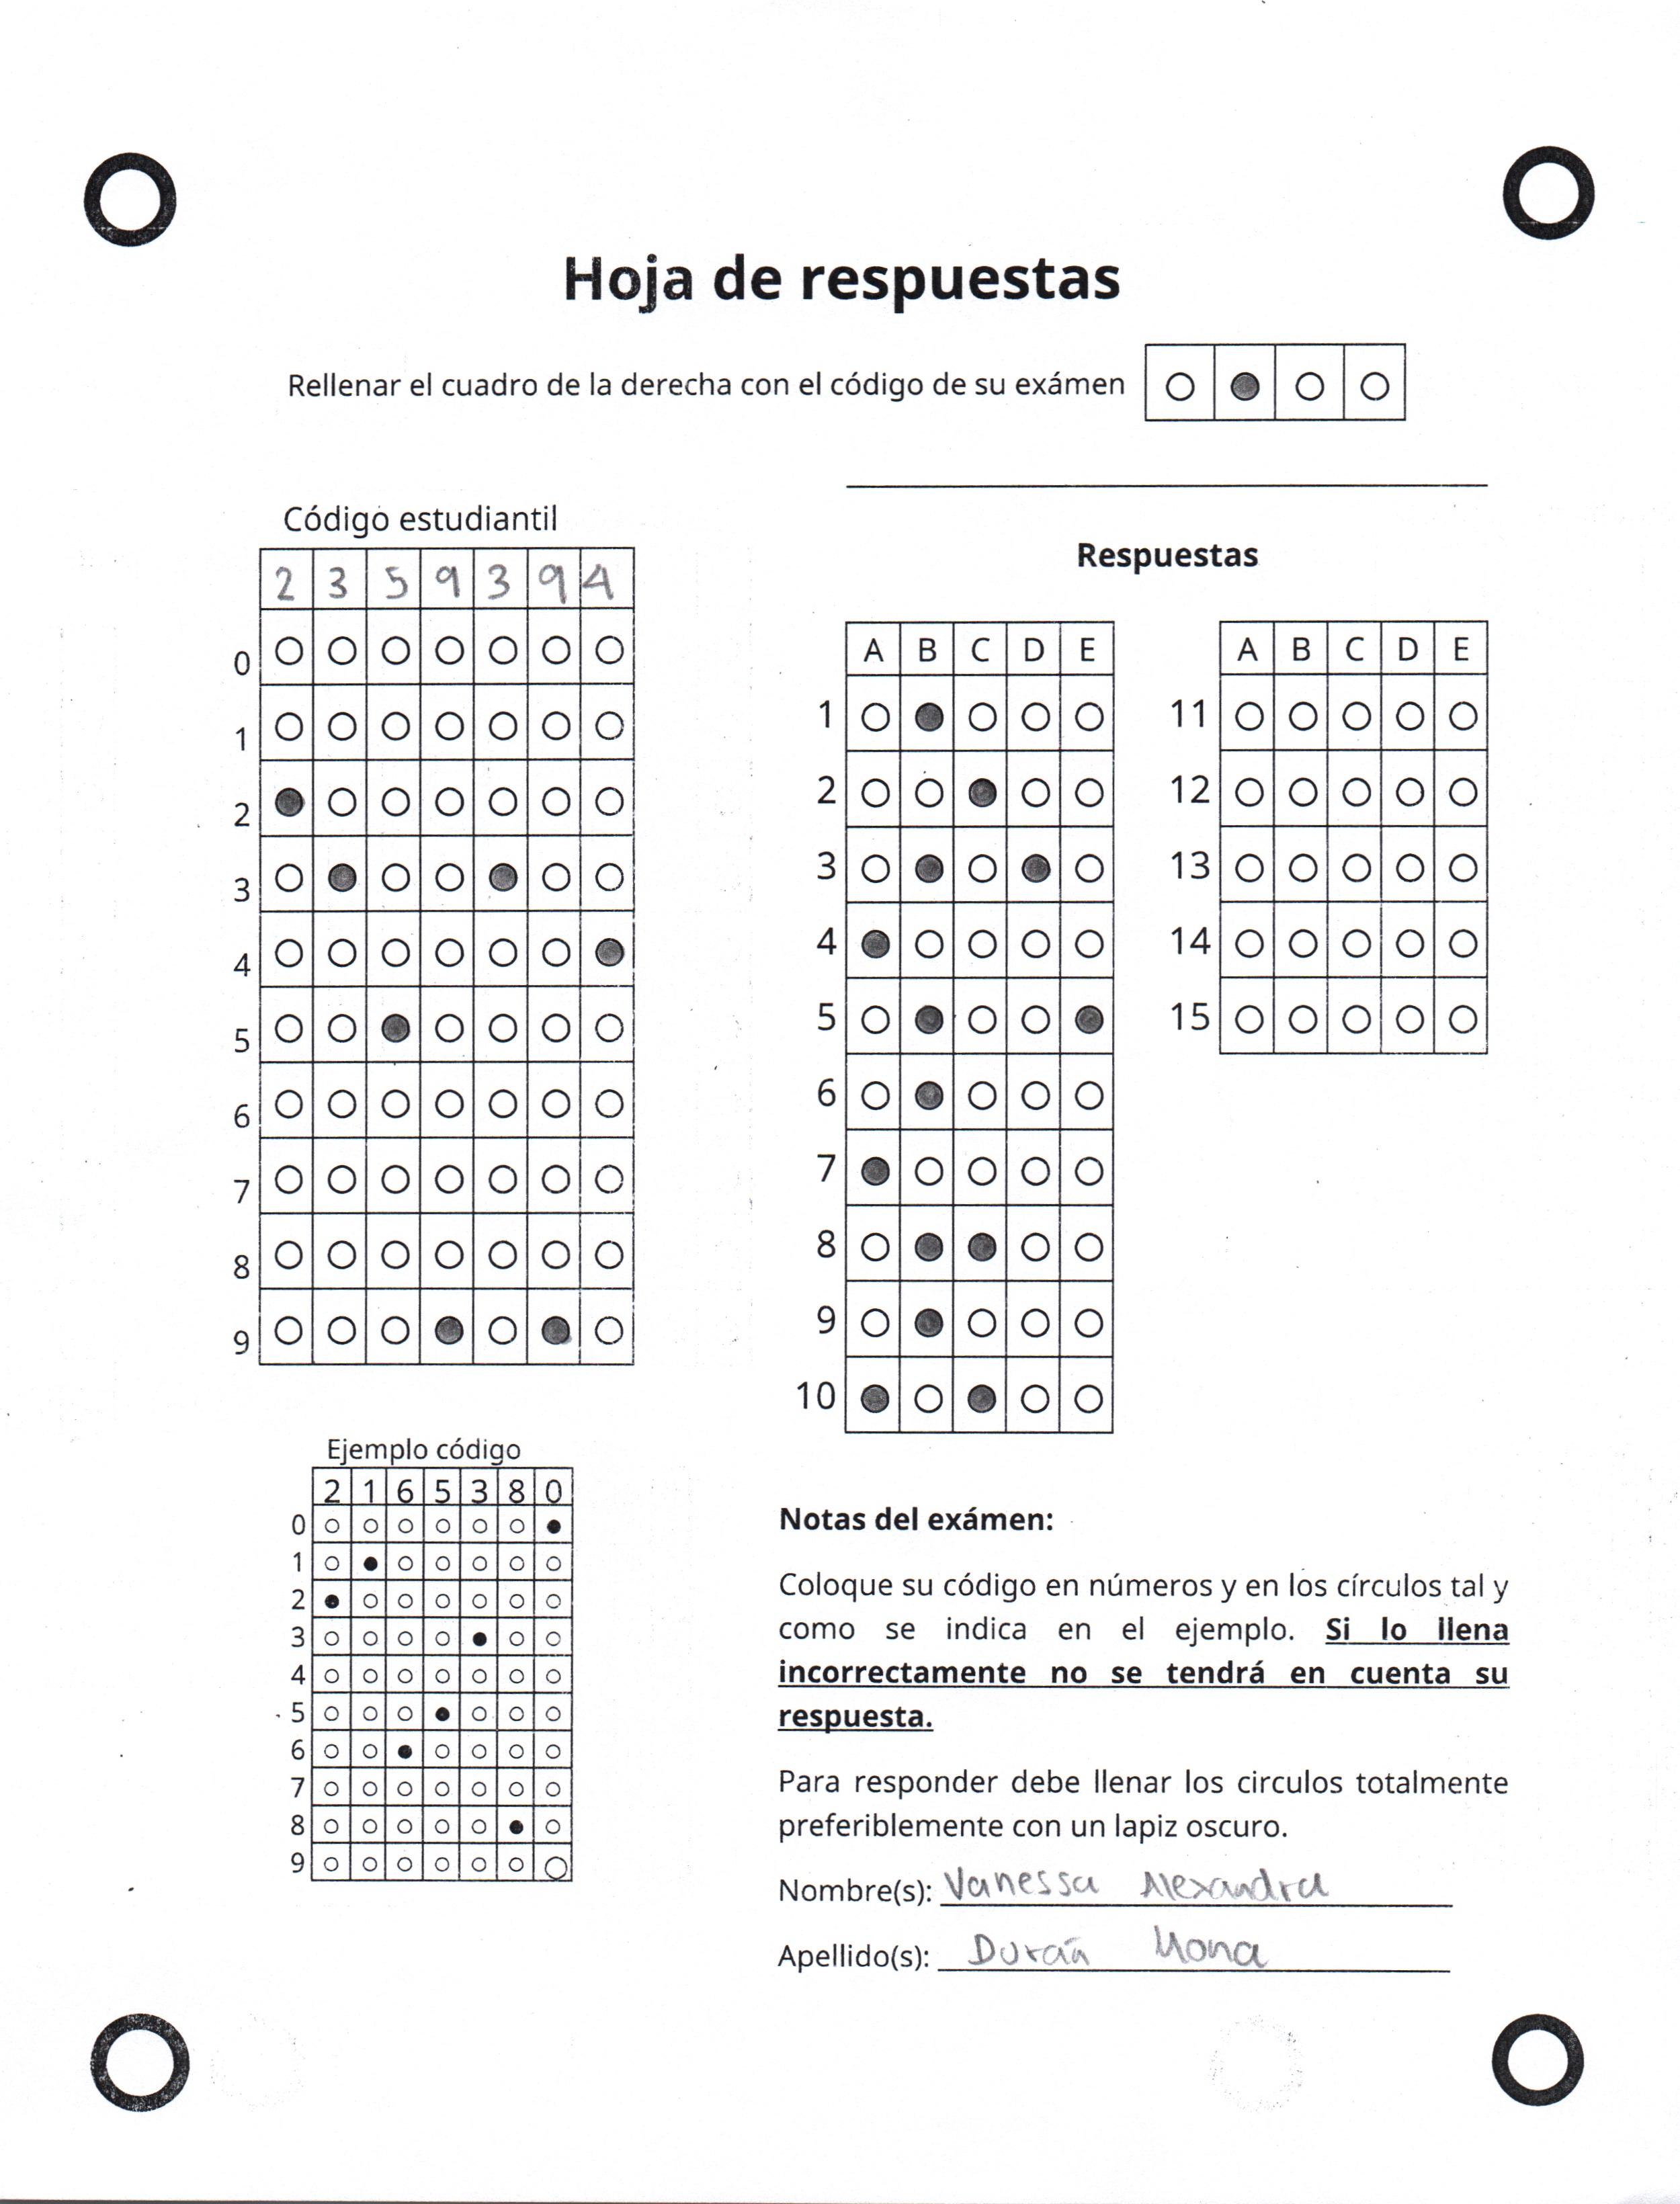 Hoja de respuestas
Rellenar el cuadro de la derecha con el código de su exámen
Código estudiantil
2 3 5 9 3 9 4
0
1
2
3
4
5
6
7
8
9
Respuestas
A B C D E
1
2
3
4
5
6
7
8
9
10
A B C D E
11
12
13
14
15
Ejemplo código
2 1 6 5 3 8 0
0
1
2
3
4
5
6
7
8
9
Notas del exámen:
Coloque su código en números y en los círculos tal y
como se indica en el ejemplo. Si lo llena
incorrectamente no se tendrá en cuenta su
respuesta.
Para responder debe llenar los circulos totalmente
preferiblemente con un lapiz oscuro.
Nombre(s): Vanessa Alexandra
Apellido(s): Durán